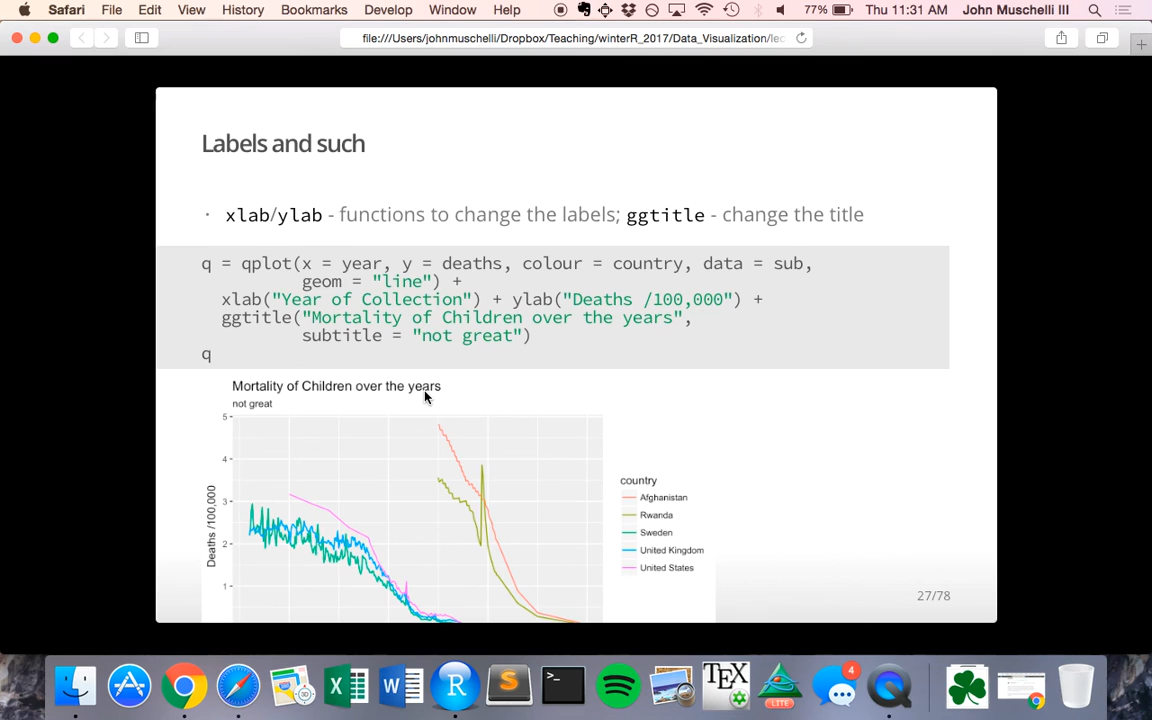 Safari File Edit View History Bookmarks Develop Window Help 77% Thu 11:31 AM John Muschelli III
file:///Users/johnmuschelli/Dropbox/Teaching/winterR_2017/Data_Visualization/lec
Labels and such
· xlab/ylab - functions to change the labels; ggtitle - change the title
q = qplot(x = year, y = deaths, colour = country, data = sub,
geom = "line") +
xlab("Year of Collection") + ylab("Deaths /100,000") +
ggtitle("Mortality of Children over the years",
subtitle = "not great")
q
Mortality of Children over the years
not great
5
4
3
2
1
Deaths /100,000
country
Afghanistan
Rwanda
Sweden
United Kingdom
United States
27/78
4
LITE
TEX